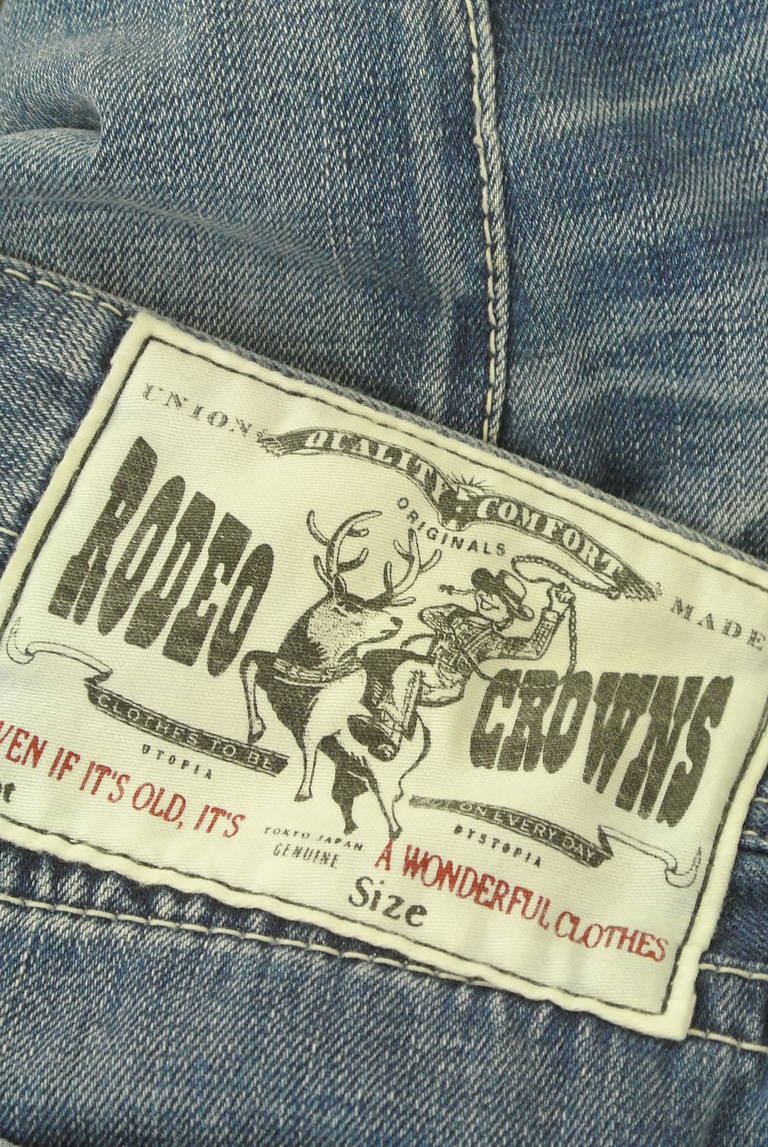 UNION MADE
QUALITY COMFORT
ORIGINALS
RODEO CROWNS
CLOTHES TO BE
UTOPIA
ON EVERY DAY
DYSTOPIA
IF IT'S OLD, IT'S
TOKYO JAPAN
GENUINE
A WONDERFUL CLOTHES
Size